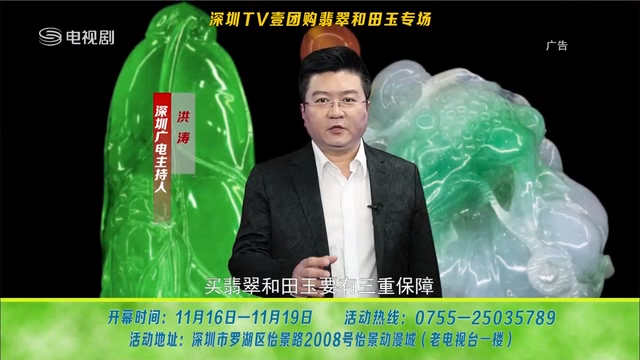 深圳TV壹团购翡翠和田玉专场
电视剧
广告
洪涛
深圳广电主持人
买翡翠和田玉要有三重保障
开幕时间：11月16日—11月19日 活动热线：0755—25035789
活动地址：深圳市罗湖区怡景路2008号怡景动漫城（老电视台一楼）